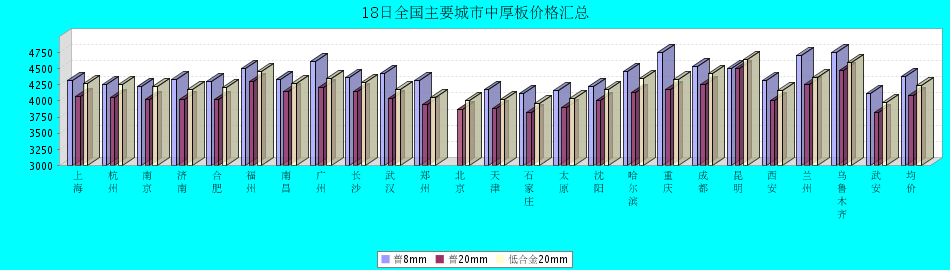 18日全国主要城市中厚板价格汇总
4750
4500
4250
4000
3750
3500
3250
3000
上海
杭州
南京
济南
合肥
福州
南昌
广州
长沙
武汉
郑州
北京
天津
石家庄
太原
沈阳
哈尔滨
重庆
成都
昆明
西安
兰州
乌鲁木齐
武安
均价
普8mm 普20mm 低合金20mm